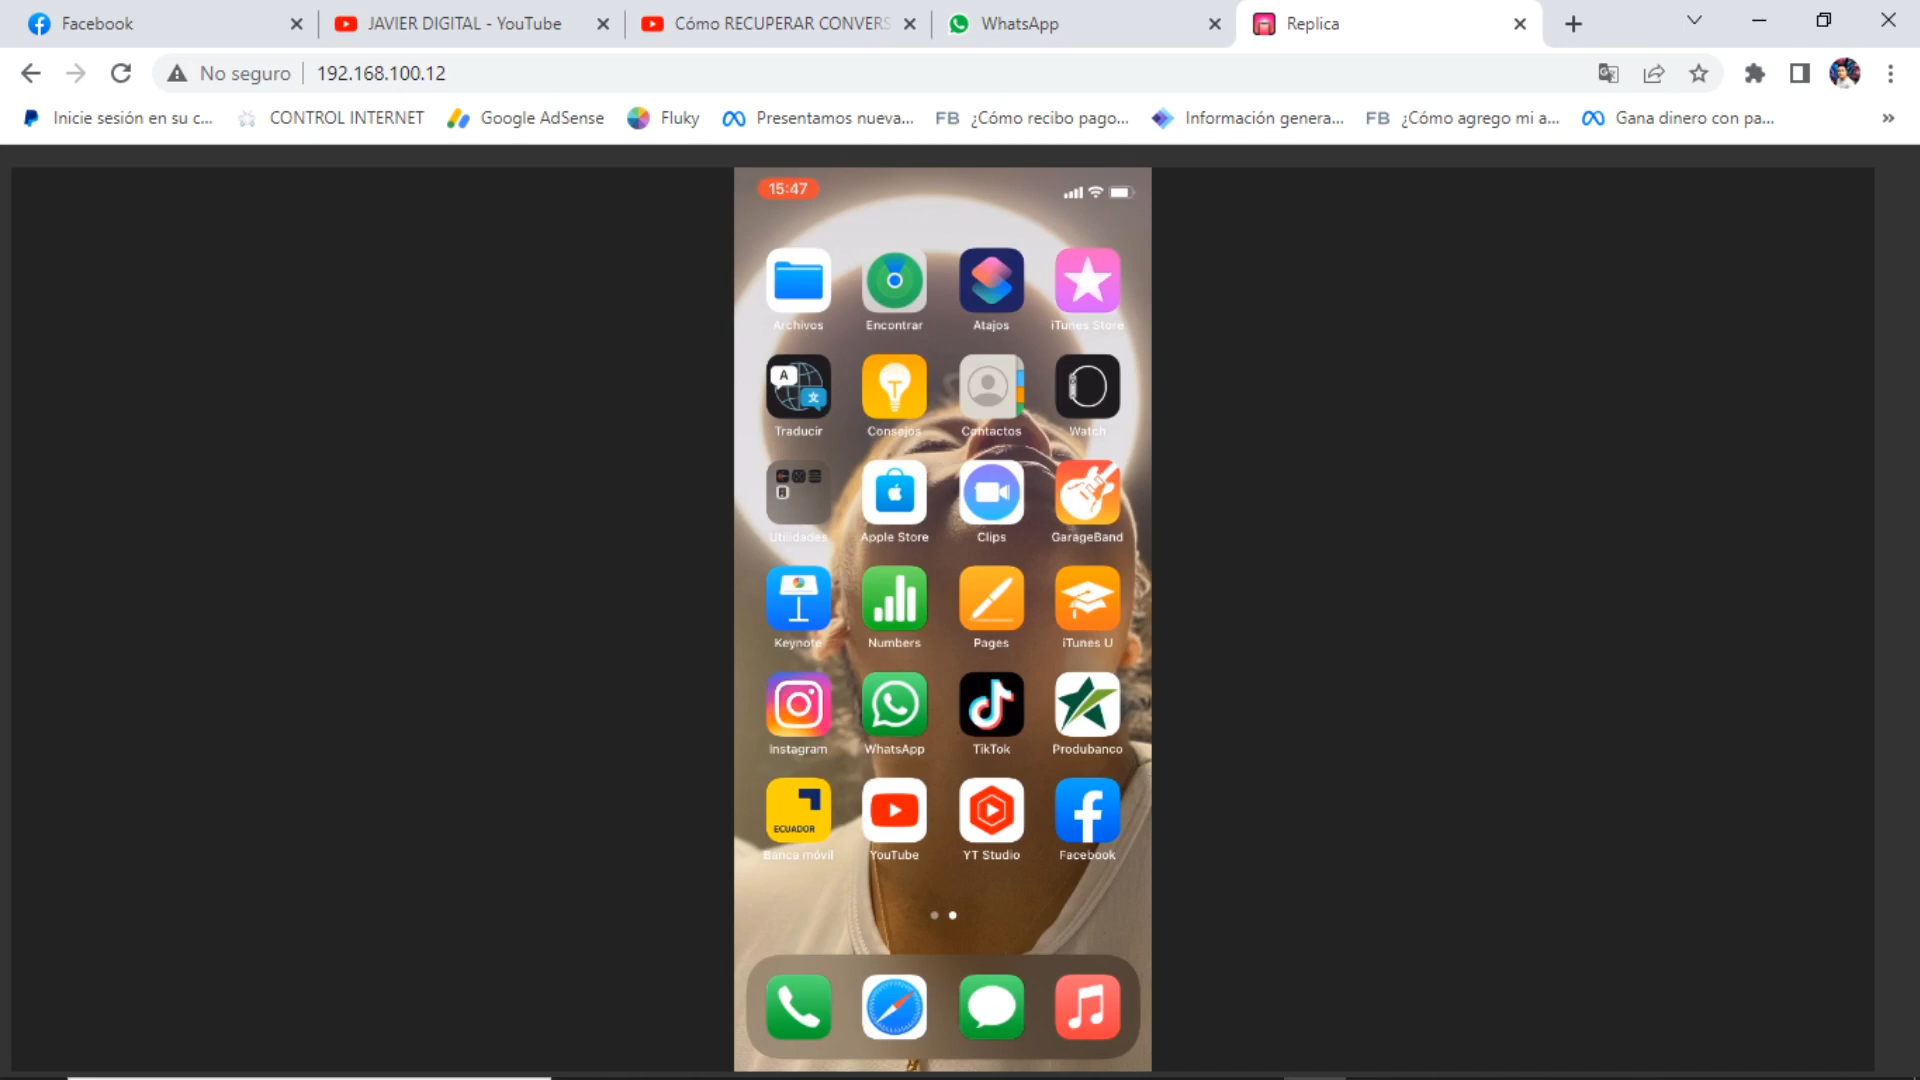 Facebook
JAVIER DIGITAL - YouTube
Cómo RECUPERAR CONVERS
WhatsApp
Replica
No seguro
192.168.100.12
Inicie sesión en su c...
CONTROL INTERNET
Google AdSense
Fluky
Presentamos nueva...
FB ¿Cómo recibo pago...
Información genera...
FB ¿Cómo agrego mi a...
Gana dinero con pa...
»
15:47
Archivos
Encontrar
Atajos
iTunes Store
A
文
Traducir
Consejos
Contactos
Watch
Utilidades
Apple Store
Clips
GarageBand
Keynote
Numbers
Pages
iTunes U
Instagram
WhatsApp
TikTok
Produbanco
ECUADOR
Banca móvil
YouTube
YT Studio
Facebook